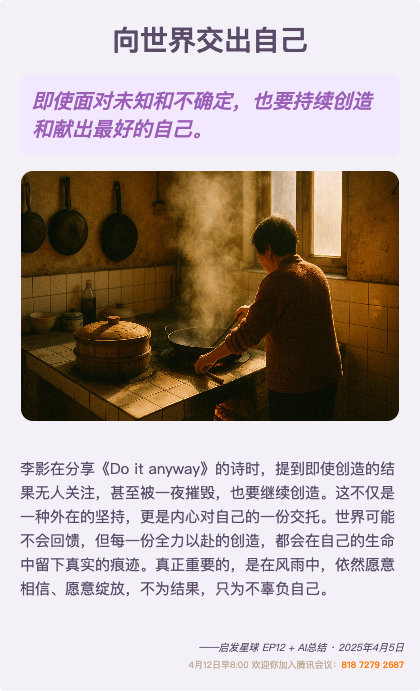 向世界交出自己
即使面对未知和不确定，也要持续创造
和献出最好的自己。
李影在分享《Do it anyway》的诗时，提到即使创造的结
果无人关注，甚至被一夜摧毁，也要继续创造。这不仅是
一种外在的坚持，更是内心对自己的一份交托。世界可能
不会回馈，但每一份全力以赴的创造，都会在自己的生命
中留下真实的痕迹。真正重要的，是在风雨中，依然愿意
相信、愿意绽放，不为结果，只为不辜负自己。
——启发星球 EP12 + AI总结 · 2025年4月5日
4月12日早8:00 欢迎你加入腾讯会议：818 7279 2687